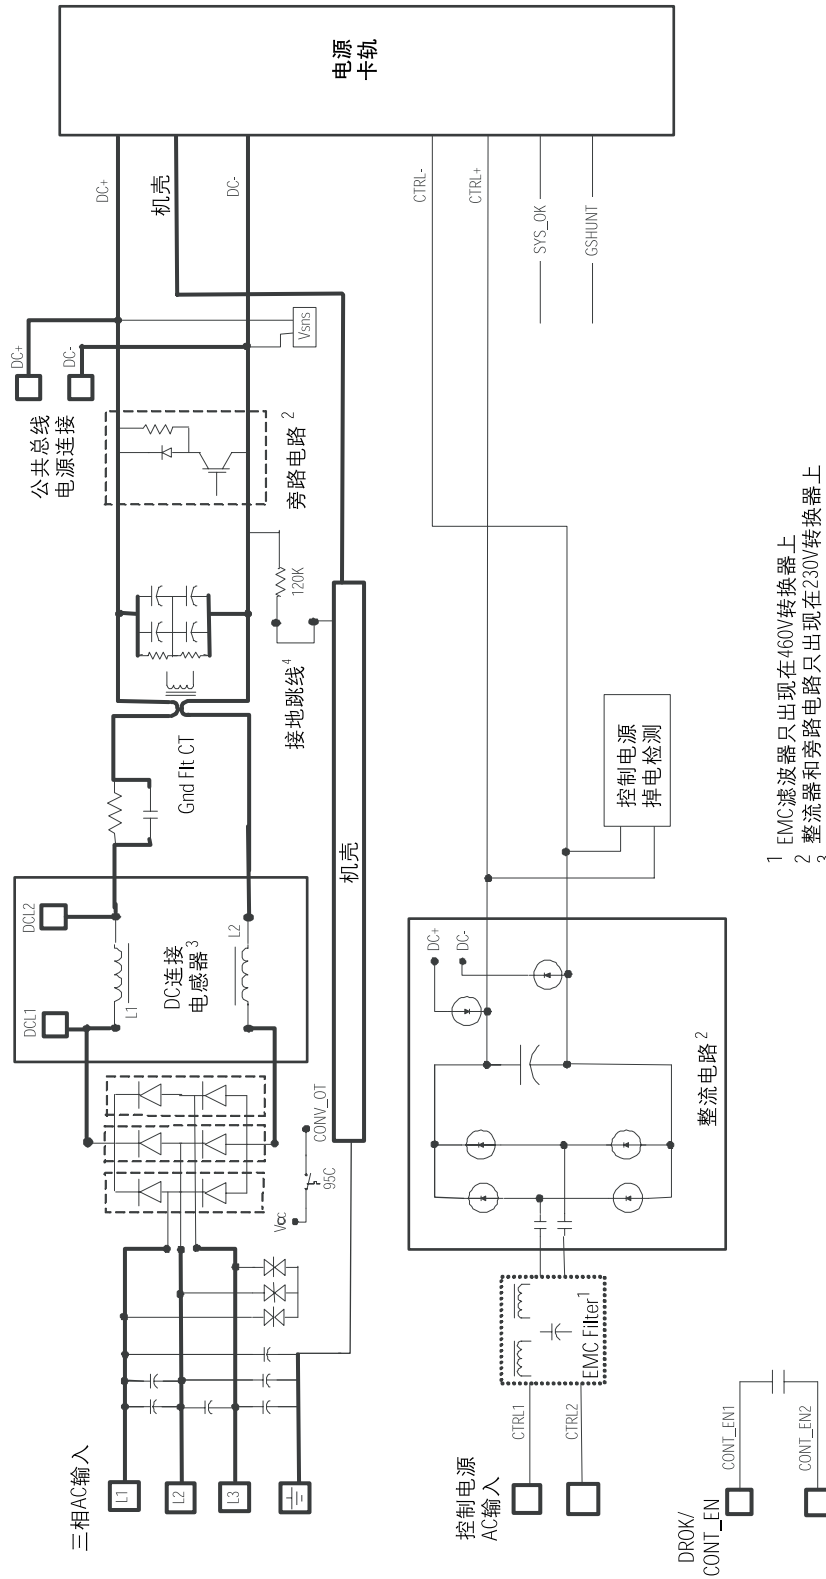 电源
卡轨
DC+
机壳
DC-
CTRL-
CTRL+
SYS_OK
GSHUNT
DC+
DC-
公共总线
电源连接
Vsns
旁路电路 2
120K
接地跳线 4
Gnd Flt CT
机壳
DCL2
DCL1
L1
L2
DC连接
电感器 3
CONV_OT
95C
Vcc
三相AC输入
L1
L2
L3
控制电源
掉电检测
DC+
DC-
整流电路 2
EMC Filter 1
CTRL1
CTRL2
控制电源
AC输入
CONT_EN1
CONT_EN2
DROK/
CONT_EN
1 EMC滤波器只出现在460V转换器上
2 整流器和旁路电路只出现在230V转换器上